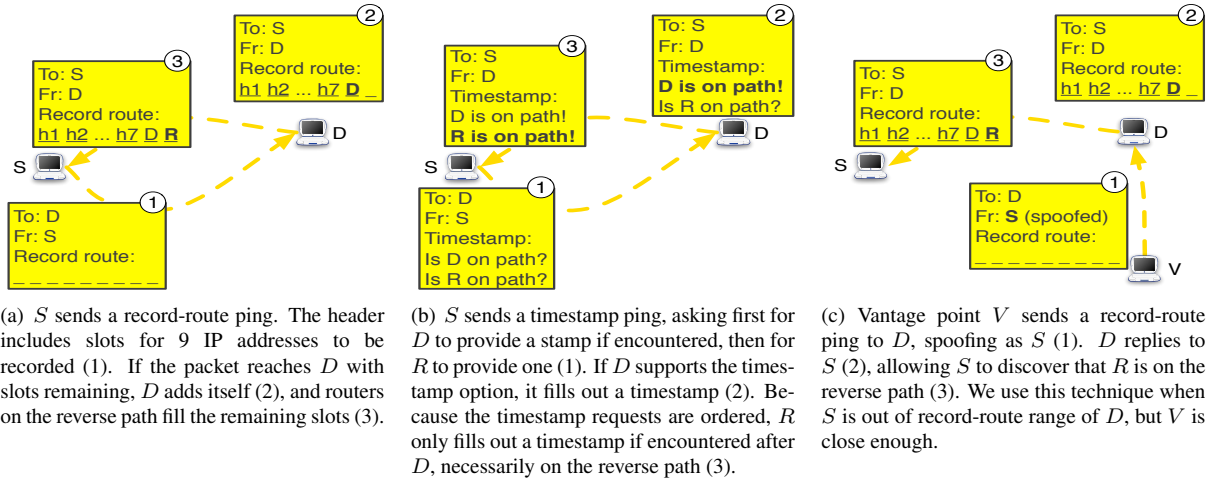 2
To: S
Fr: D
Record route:
h1 h2 ... h7 D _
3
To: S
Fr: D
Record route:
h1 h2 ... h7 D R
D
S
1
To: D
Fr: S
Record route:
_ _ _ _ _ _ _ _ _
(a) S sends a record-route ping. The header
includes slots for 9 IP addresses to be
recorded (1). If the packet reaches D with
slots remaining, D adds itself (2), and routers
on the reverse path fill the remaining slots (3).
2
To: S
Fr: D
Timestamp:
D is on path!
Is R on path?
3
To: S
Fr: D
Timestamp:
D is on path!
R is on path!
D
S
1
To: D
Fr: S
Timestamp:
Is D on path?
Is R on path?
(b) S sends a timestamp ping, asking first for
D to provide a stamp if encountered, then for
R to provide one (1). If D supports the times-
tamp option, it fills out a timestamp (2). Be-
cause the timestamp requests are ordered, R
only fills out a timestamp if encountered after
D, necessarily on the reverse path (3).
2
To: S
Fr: D
Record route:
h1 h2 ... h7 D _
3
To: S
Fr: D
Record route:
h1 h2 ... h7 D R
D
S
1
To: D
Fr: S (spoofed)
Record route:
_ _ _ _ _ _ _ _ _
V
(c) Vantage point V sends a record-route
ping to D, spoofing as S (1). D replies to
S (2), allowing S to discover that R is on the
reverse path (3). We use this technique when
S is out of record-route range of D, but V is
close enough.